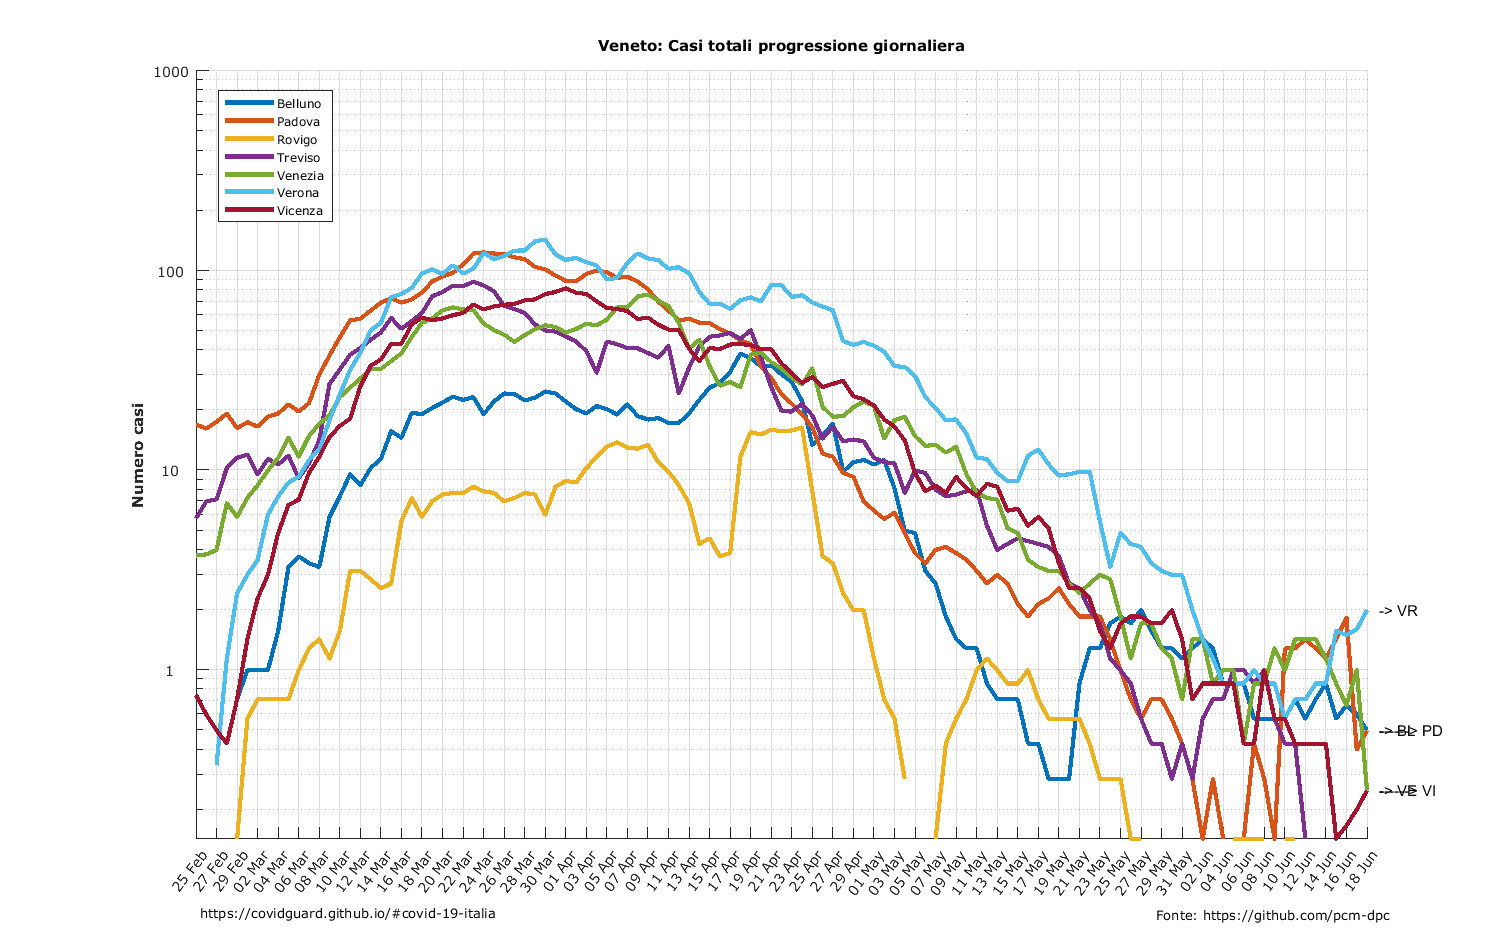 Veneto: Casi totali progressione giornaliera
1000
100
10
1
Numero casi
Belluno
Padova
Rovigo
Treviso
Venezia
Verona
Vicenza
-> VR
-> BL
-> PD
-> VE
-> VI
25 Feb
27 Feb
29 Feb
02 Mar
04 Mar
06 Mar
08 Mar
10 Mar
12 Mar
14 Mar
16 Mar
18 Mar
20 Mar
22 Mar
24 Mar
26 Mar
28 Mar
30 Mar
01 Apr
03 Apr
05 Apr
07 Apr
09 Apr
11 Apr
13 Apr
15 Apr
17 Apr
19 Apr
21 Apr
23 Apr
25 Apr
27 Apr
29 Apr
01 May
03 May
05 May
07 May
09 May
11 May
13 May
15 May
17 May
19 May
21 May
23 May
25 May
27 May
29 May
31 May
02 Jun
04 Jun
06 Jun
08 Jun
10 Jun
12 Jun
14 Jun
16 Jun
18 Jun
https://covidguard.github.io/#covid-19-italia
Fonte: https://github.com/pcm-dpc